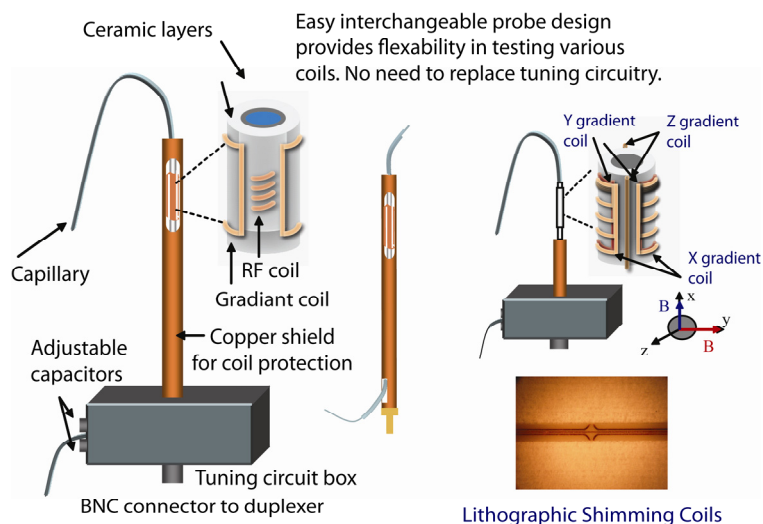 Ceramic layers
Easy interchangeable probe design
provides flexability in testing various
coils. No need to replace tuning circuitry.
Y gradient
coil
Z gradient
coil
Capillary
RF coil
Gradiant coil
X gradient
coil
Copper shield
for coil protection
Adjustable
capacitors
x
B
y
z
B
Tuning circuit box
BNC connector to duplexer
Lithographic Shimming Coils